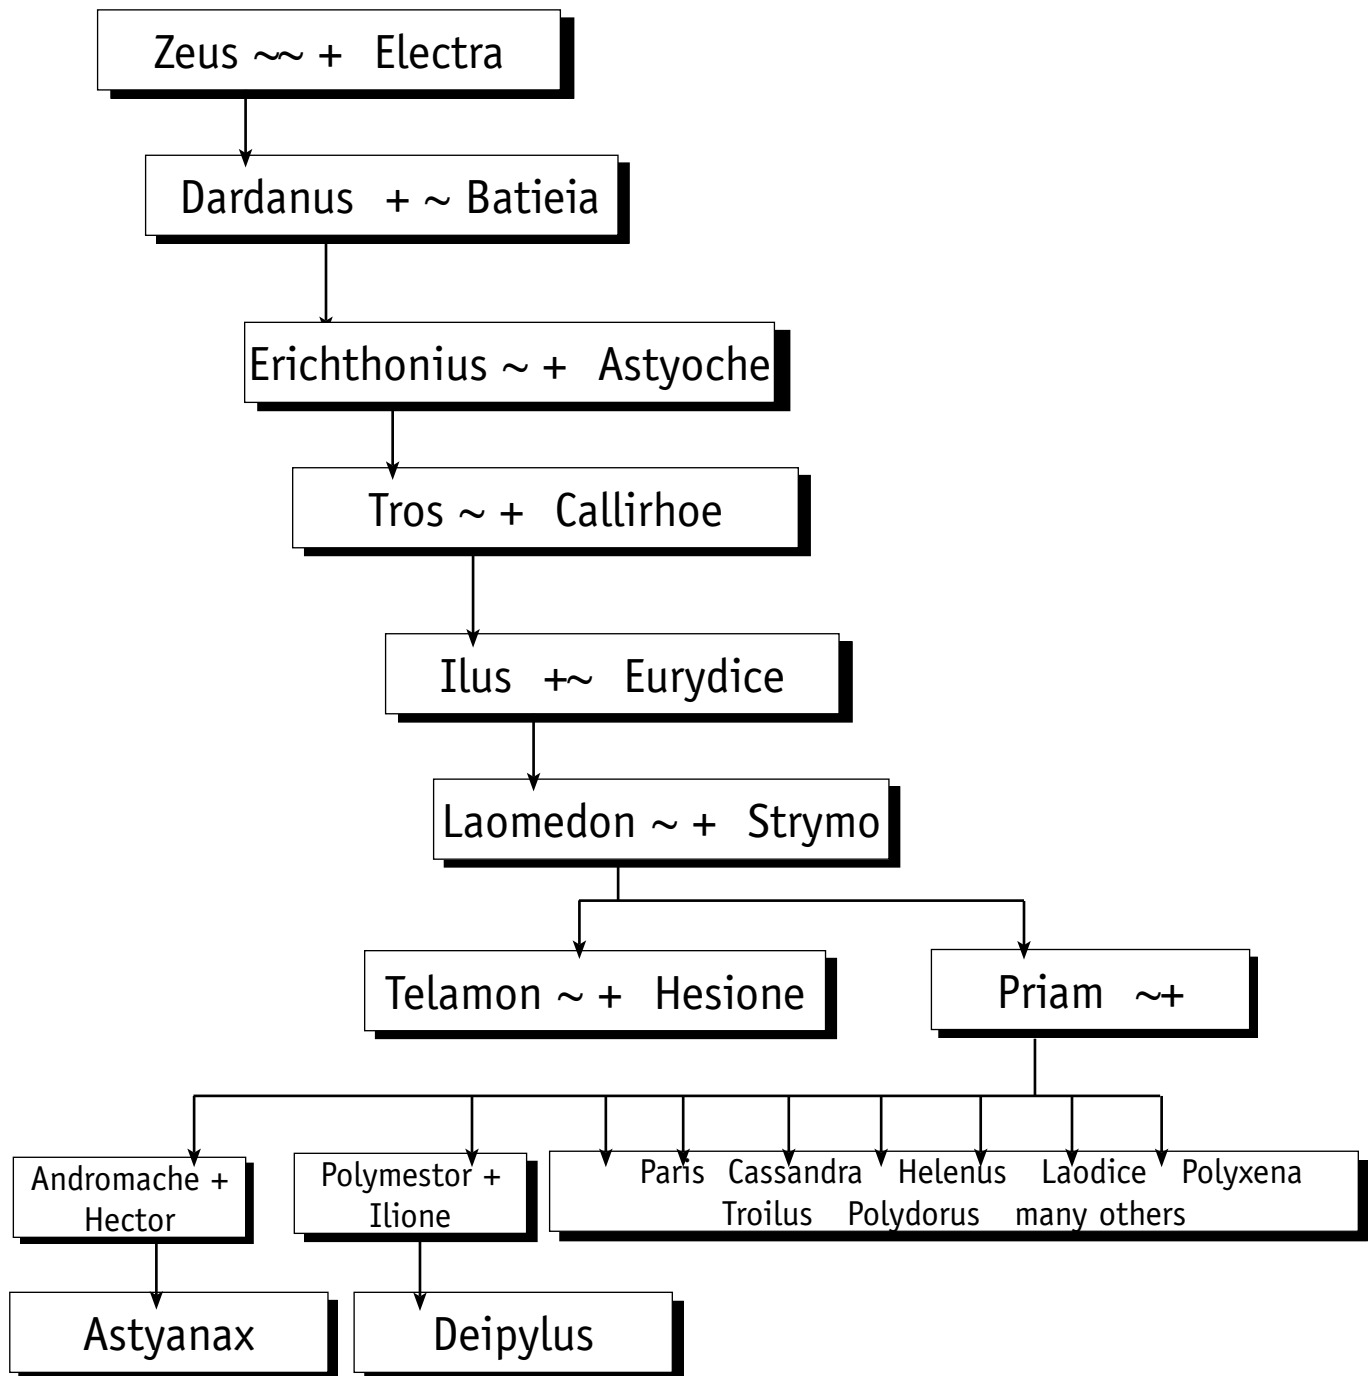 Zeus ~~ + Electra
Dardanus + ~ Batieia
Erichthonius ~ + Astyoche
Tros ~ + Callirhoe
Ilus +~ Eurydice
Laomedon ~ + Strymo
Telamon ~ + Hesione
Priam ~+
Andromache +
Hector
Polymestor +
Ilione
Paris Cassandra Helenus Laodice Polyxena
Troilus Polydorus many others
Astyanax
Deipylus